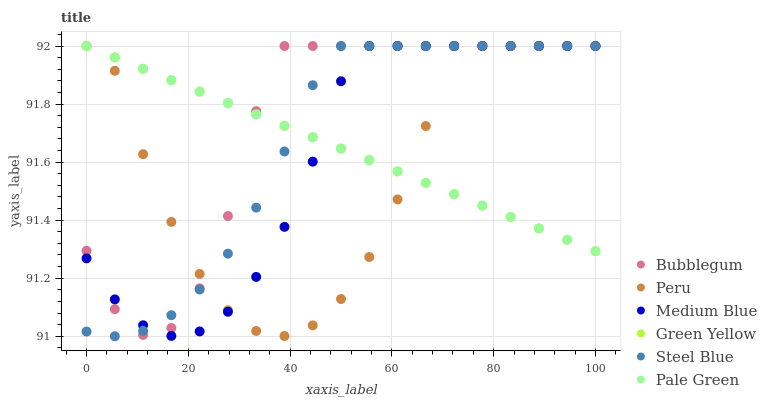 title
92
91.8
91.6
91.4
91.2
91
0
20
40
60
80
100
xaxis_label
yaxis_label
Bubblegum
Peru
Medium Blue
Green Yellow
Steel Blue
Pale Green